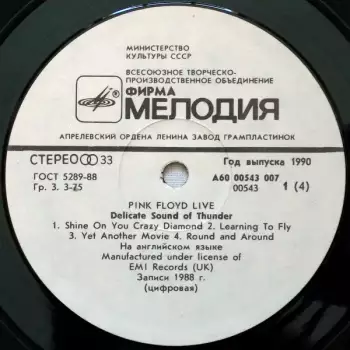 МИНИСТЕРСТВО
КУЛЬТУРЫ СССР
ВСЕСОЮЗНОЕ ТВОРЧЕСКО-
ПРОИЗВОДСТВЕННОЕ ОБЪЕДИНЕНИЕ
ФИРМА
МЕЛОДИЯ
АПРЕЛЕВСКИЙ ОРДЕНА ЛЕНИНА ЗАВОД ГРАМПЛАСТИНОК
СТЕРЕО 33
Год выпуска 1990
ГОСТ 5289-88
А60 00543 007
Гр. 3. 3-25
00543
1 (4)
PINK FLOYD LIVE
Delicate Sound of Thunder
1. Shine On You Crazy Diamond 2. Learning To Fly
3. Yet Another Movie 4. Round and Around
На английском языке
Manufactured under license of
EMI Records (UK)
Записи 1988 г.
(цифровая)